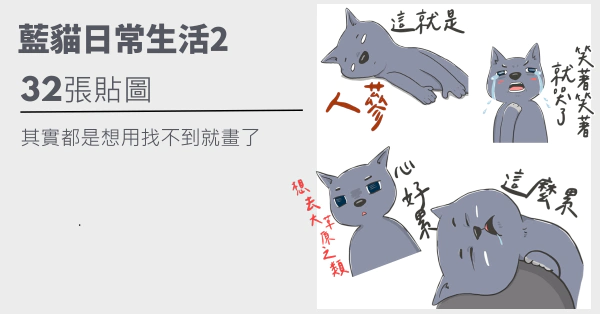 藍貓日常生活2
32張貼圖
其實都是想用找不到就畫了
這就是
人蔘
笑著笑著
就哭了
心好累
想去大草原之類
這麼累